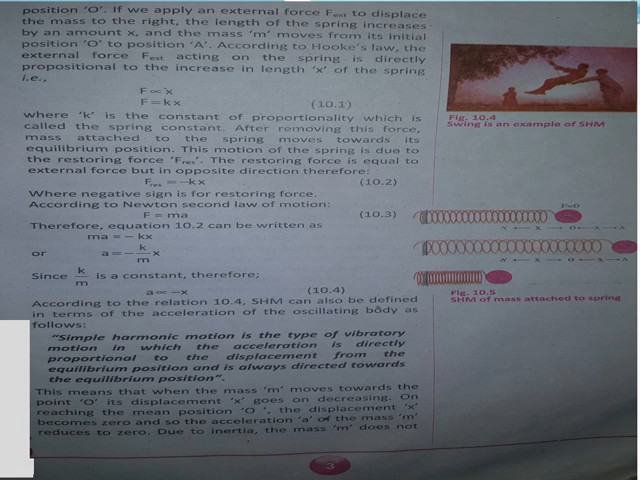 position 'O'. If we apply an external force Fext to displace
the mass to the right, the length of the spring increases
by an amount x, and the mass 'm' moves from its initial
position 'O' to position 'A'. According to Hooke's law, the
external force Fext acting on the spring is directly
propositional to the increase in length 'x' of the spring
i.e.,
F ∝ x
F = kx (10.1)
where 'k' is the constant of proportionality which is
called the spring constant. After removing this force,
mass attached to the spring moves towards its
equilibrium position. This motion of the spring is due to
the restoring force 'Fres'. The restoring force is equal to
external force but in opposite direction therefore:
Fres = -kx (10.2)
Where negative sign is for restoring force.
According to Newton second law of motion:
F = ma (10.3)
Therefore, equation 10.2 can be written as
ma = - kx
or a = - k/m x
Since k/m is a constant, therefore;
a ∝ -x (10.4)
According to the relation 10.4, SHM can also be defined
in terms of the acceleration of the oscillating body as
follows:
"Simple harmonic motion is the type of vibratory
motion in which the acceleration is directly
proportional to the displacement from the
equilibrium position and is always directed towards
the equilibrium position".
This means that when the mass 'm' moves towards the
point 'O' its displacement 'x' goes on decreasing. On
reaching the mean position 'O ', the displacement 'x'
becomes zero and so the acceleration 'a' of the mass 'm'
reduces to zero. Due to inertia, the mass 'm' does not
Fig. 10.4
Swing is an example of SHM
F=0
A' X O X A
A' X O X A
Fig. 10.5
SHM of mass attached to spring
3